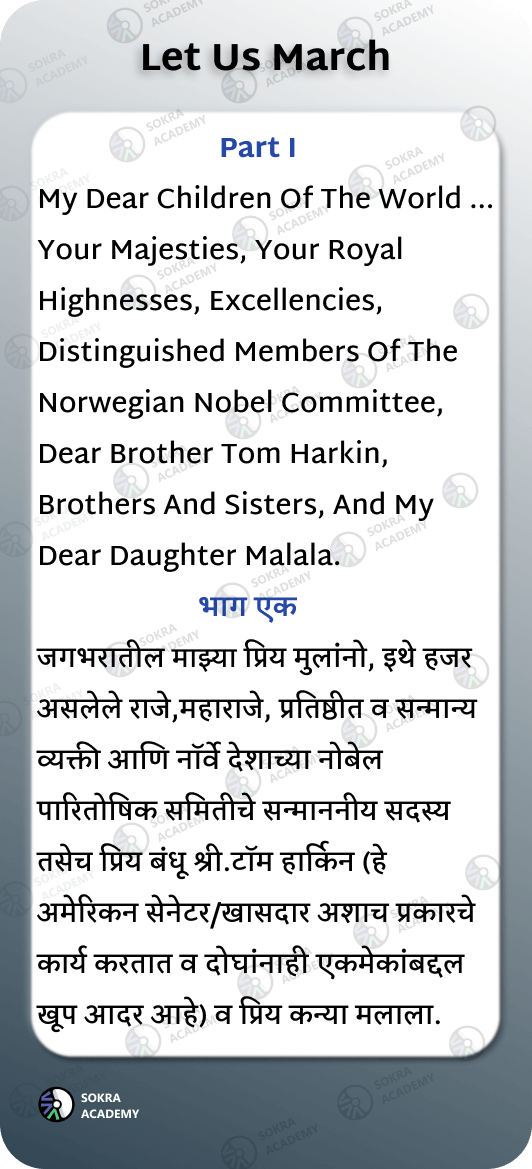 Let Us March
Part I
My Dear Children Of The World ...
Your Majesties, Your Royal
Highnesses, Excellencies,
Distinguished Members Of The
Norwegian Nobel Committee,
Dear Brother Tom Harkin,
Brothers And Sisters, And My
Dear Daughter Malala.
भाग एक
जगभरातील माझ्या प्रिय मुलांनो, इथे हजर
असलेले राजे,महाराजे, प्रतिष्ठीत व सन्मान्य
व्यक्ती आणि नॉर्वे देशाच्या नोबेल
पारितोषिक समितीचे सन्माननीय सदस्य
तसेच प्रिय बंधू श्री.टॉम हार्किन (हे
अमेरिकन सेनेटर/खासदार अशाच प्रकारचे
कार्य करतात व दोघांनाही एकमेकांबद्दल
खूप आदर आहे) व प्रिय कन्या मलाला.
SOKRA
ACADEMY